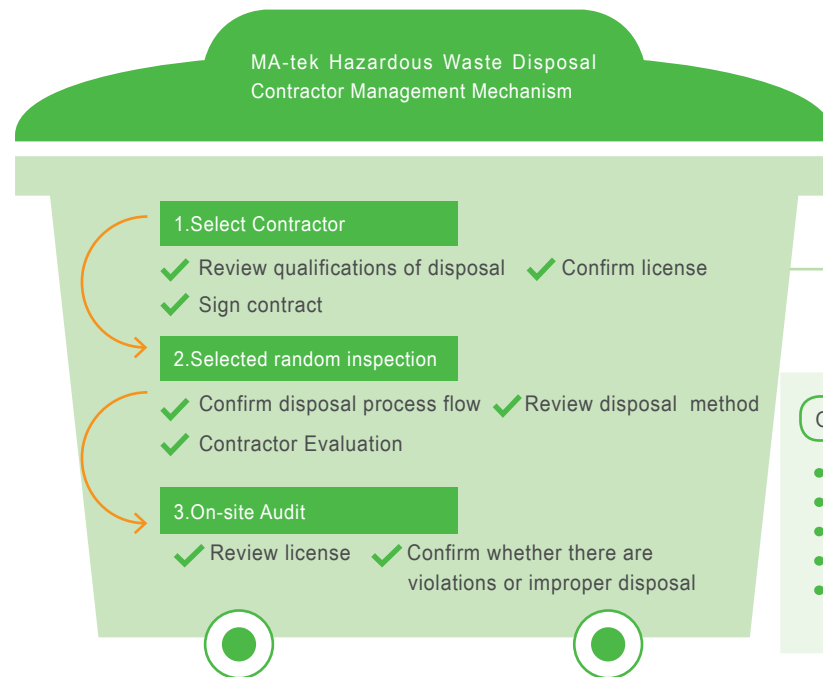 MA-tek Hazardous Waste Disposal
Contractor Management Mechanism
1.Select Contractor
Review qualifications of disposal Confirm license
Sign contract
2.Selected random inspection
Confirm disposal process flow Review disposal method
Contractor Evaluation
3.On-site Audit
Review license Confirm whether there are
violations or improper disposal